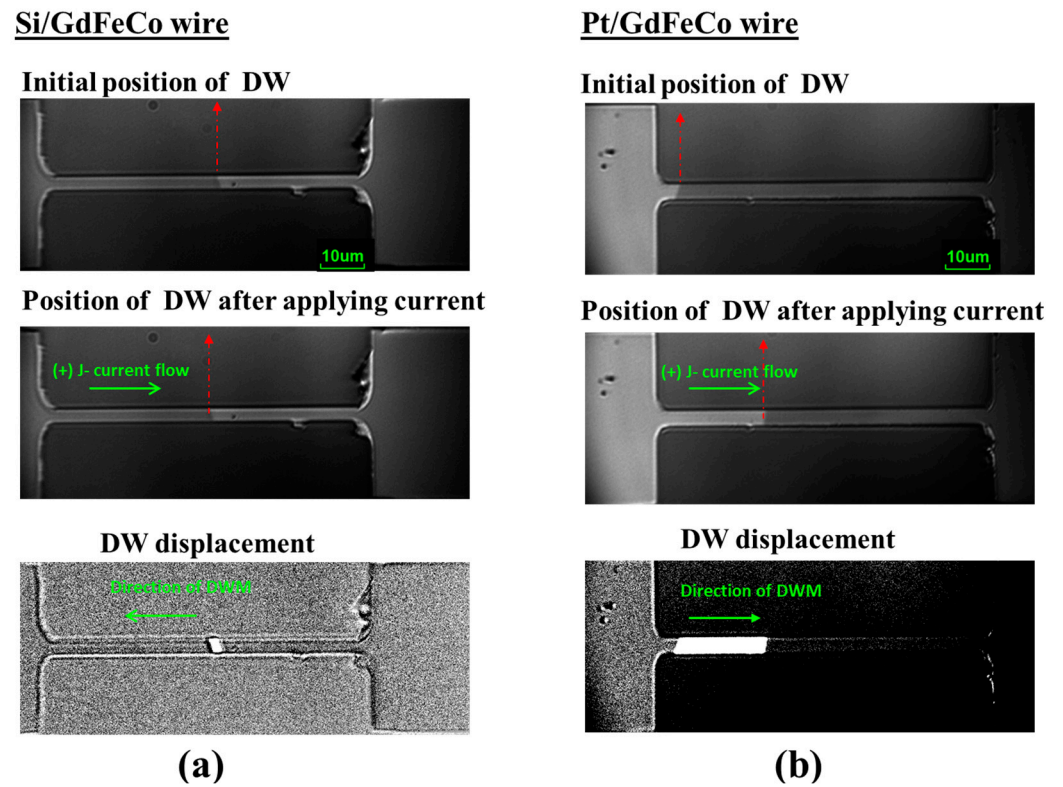 Si/GdFeCo wire
Initial position of DW
10um
Position of DW after applying current
(+) J- current flow
DW displacement
Direction of DWM
(a)
Pt/GdFeCo wire
Initial position of DW
10um
Position of DW after applying current
(+) J- current flow
DW displacement
Direction of DWM
(b)